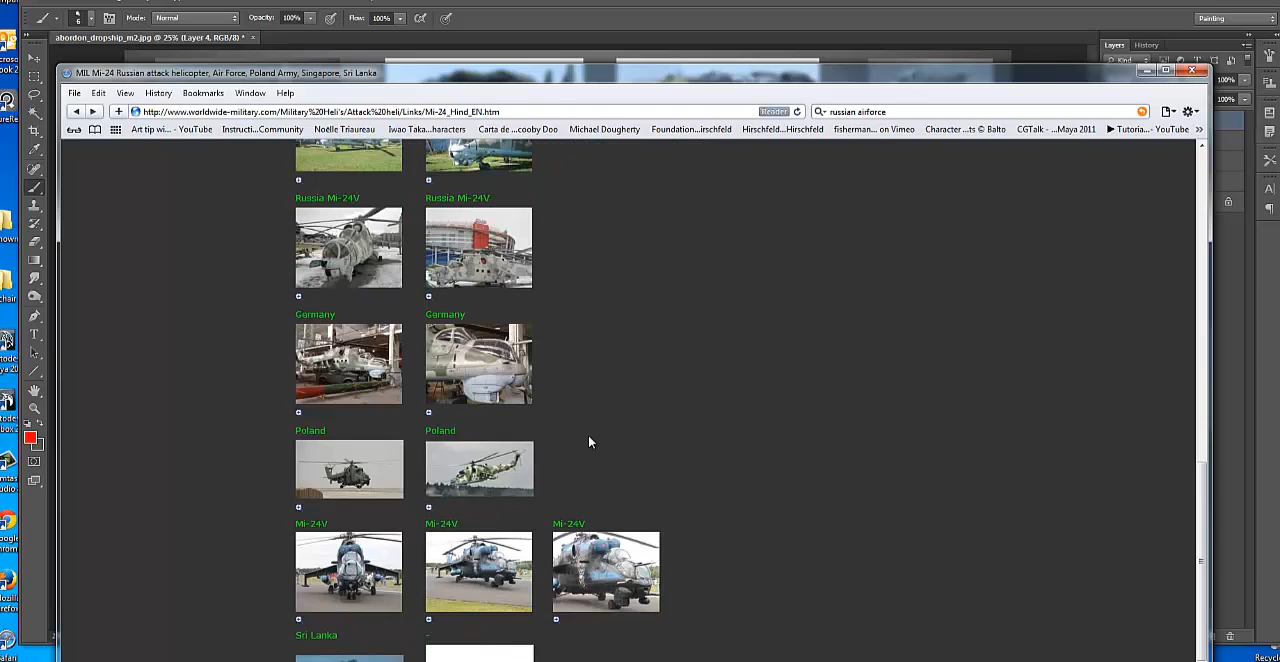 6
Mode: Normal
Opacity: 100%
Flow: 100%
Painting
abordon_dropship_m2.jpg @ 25% (Layer 4, RGB/8) * ×
Layers History
100%
100%
MIL Mi-24 Russian attack helicopter, Air Force, Poland Army, Singapore, Sri Lanka
File Edit View History Bookmarks Window Help
http://www.worldwide-military.com/Military%20Heli's/Attack%20heli/Links/Mi-24_Hind_EN.htm
Reader
russian airforce
Art tip wi... - YouTube Instructi...Community Noëlle Triaureau Iwao Taka...haracters Carta de ...cooby Doo Michael Dougherty Foundation...irschfeld Hirschfeld...Hirschfeld fisherman... on Vimeo Character ...ts © Balto CGTalk - ...Maya 2011 Tutoria... - YouTube »
Russia Mi-24V Russia Mi-24V
Germany Germany
Poland Poland
Mi-24V Mi-24V Mi-24V
Sri Lanka -